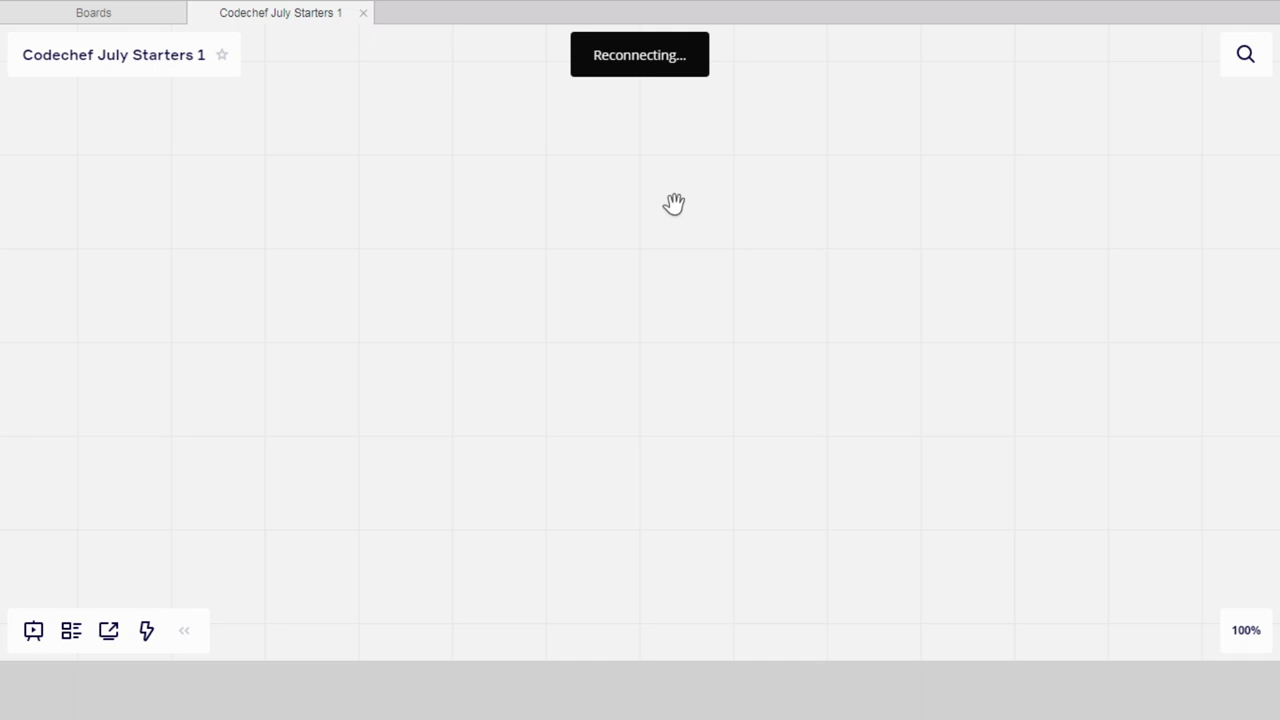 Boards
Codechef July Starters 1
Codechef July Starters 1
Reconnecting...
100%